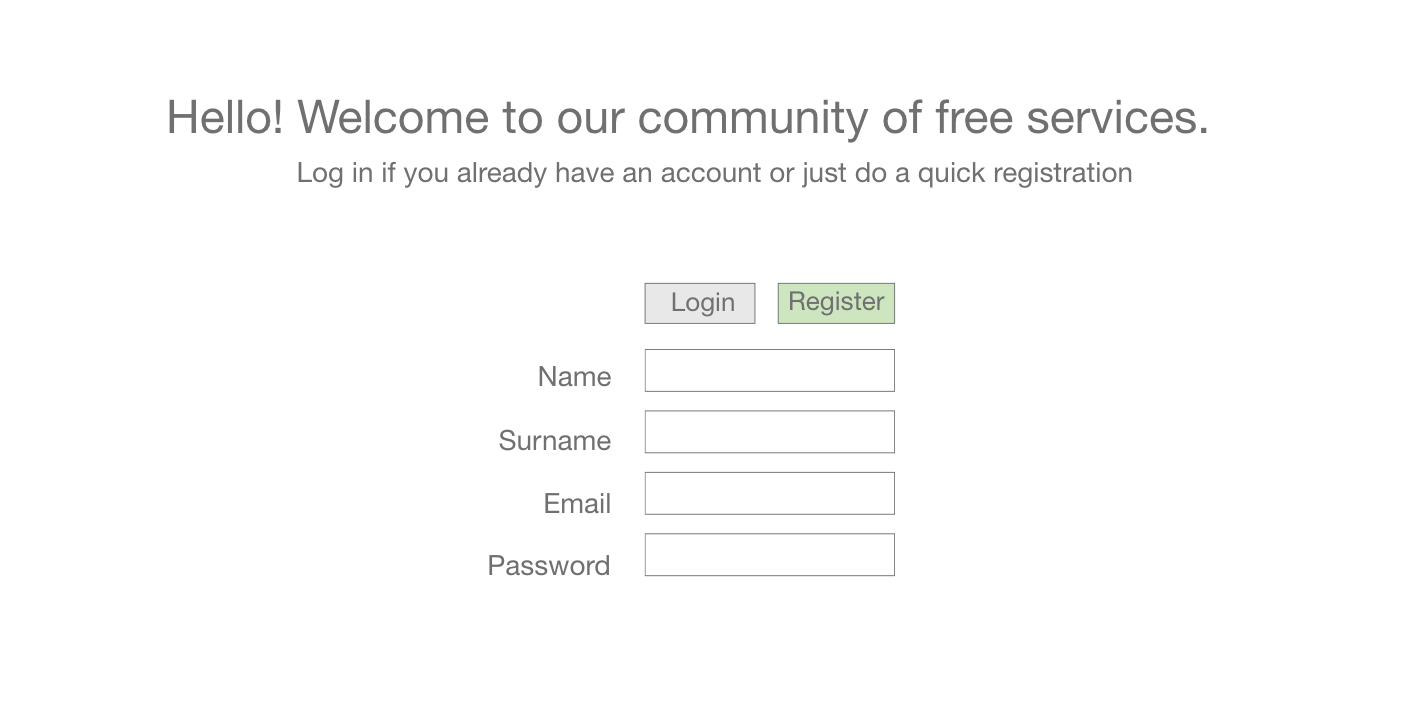 Hello! Welcome to our community of free services.
Log in if you already have an account or just do a quick registration
Login Register
Name
Surname
Email
Password